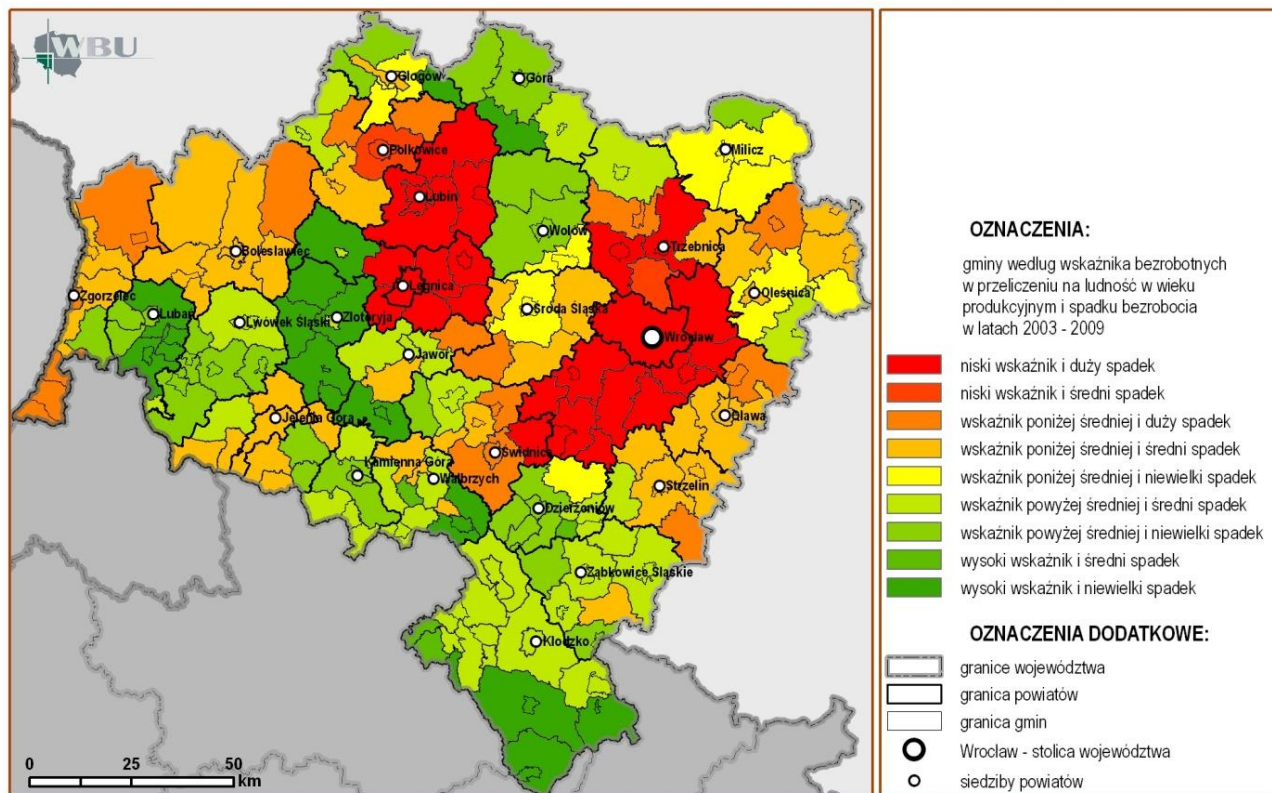 WBU
Głogów
Góra
Polkowice
Milicz
Lubin
Wołów
Trzebnica
Bolesławiec
Legnica
Oleśnica
Zgorzelec
Lubań
Lwówek Śląski
Złotoryja
Środa Śląska
Wrocław
Jawor
Jelenia Góra
Oława
Kamienna Góra
Wałbrzych
Świdnica
Strzelin
Dzierżoniów
Ząbkowice Śląskie
Kłodzko
0 25 50
km
OZNACZENIA:
gminy według wskaźnika bezrobotnych
w przeliczeniu na ludność w wieku
produkcyjnym i spadku bezrobocia
w latach 2003 - 2009
niski wskaźnik i duży spadek
niski wskaźnik i średni spadek
wskaźnik poniżej średniej i duży spadek
wskaźnik poniżej średniej i średni spadek
wskaźnik poniżej średniej i niewielki spadek
wskaźnik powyżej średniej i średni spadek
wskaźnik powyżej średniej i niewielki spadek
wysoki wskaźnik i średni spadek
wysoki wskaźnik i niewielki spadek
OZNACZENIA DODATKOWE:
granice województwa
granica powiatów
granica gmin
Wrocław - stolica województwa
siedziby powiatów